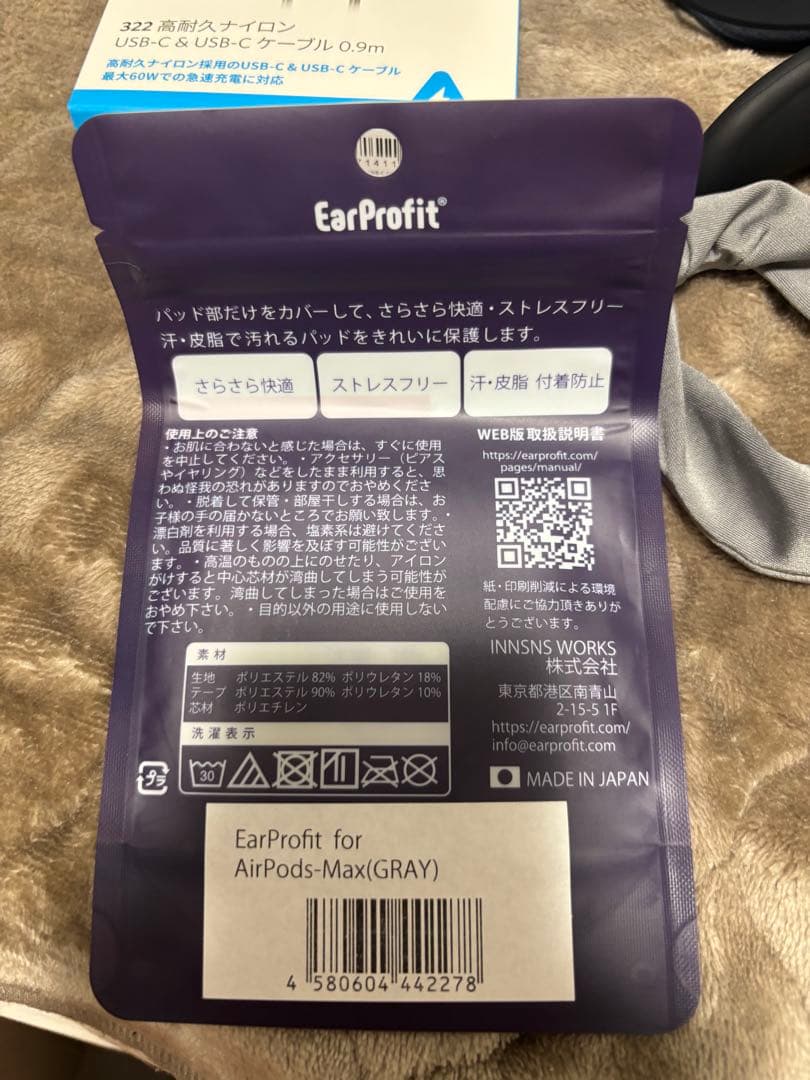 322 高耐久ナイロン
USB-C & USB-C ケーブル 0.9m
高耐久ナイロン採用のUSB-C & USB-C ケーブル
最大60Wでの急速充電に対応
1411
EarProfit®
パッド部だけをカバーして、さらさら快適・ストレスフリー
汗・皮脂で汚れるパッドをきれいに保護します。
さらさら快適
ストレスフリー
汗・皮脂 付着防止
使用上のご注意
・お肌に合わないと感じた場合は、すぐに使用
を中止してください。・アクセサリー（ピアス
やイヤリング）などをしたまま利用すると、思
わぬ怪我の恐れがありますのでおやめくださ
い。・脱着して保管・部屋干しする場合は、お
子様の手の届かないところでお願い致します。・
漂白剤を利用する場合、塩素系は避けてくださ
い。品質に著しく影響を及ぼす可能性がござい
ます。・高温のものの上にのせたり、アイロン
がけすると中心芯材が湾曲してしまう可能性が
ございます。湾曲してしまった場合はご使用を
おやめ下さい。・目的以外の用途に使用しない
で下さい。
WEB版 取扱説明書
https://earprofit.com/
pages/manual/
紙・印刷削減による環境
配慮にご協力頂きありが
とうございます。
INNSNS WORKS
株式会社
東京都港区南青山
2-15-5 1F
https://earprofit.com/
info@earprofit.com
MADE IN JAPAN
素材
生地 ポリエステル 82% ポリウレタン 18%
テープ ポリエステル 90% ポリウレタン 10%
芯材 ポリエチレン
洗濯表示
プラ
30
EarProfit for
AirPods-Max(GRAY)
4 580604 442278